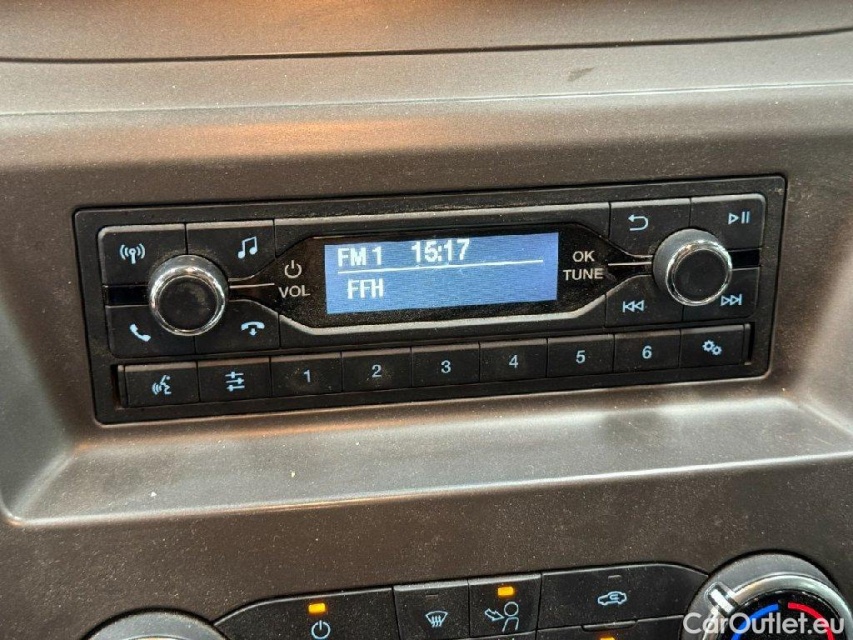 FM 1 15:17
FFH
VOL
OK
TUNE
1 2 3 4 5 6
CarOutlet.eu